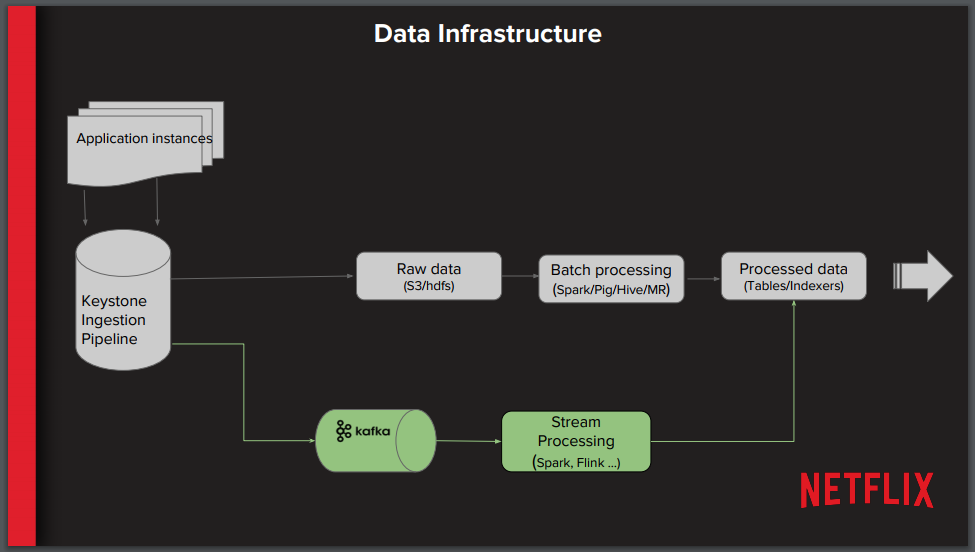 Data Infrastructure
Application instances
Keystone
Ingestion
Pipeline
Raw data
(S3/hdfs)
Batch processing
(Spark/Pig/Hive/MR)
Processed data
(Tables/Indexers)
kafka
Stream
Processing
(Spark, Flink ...)
NETFLIX